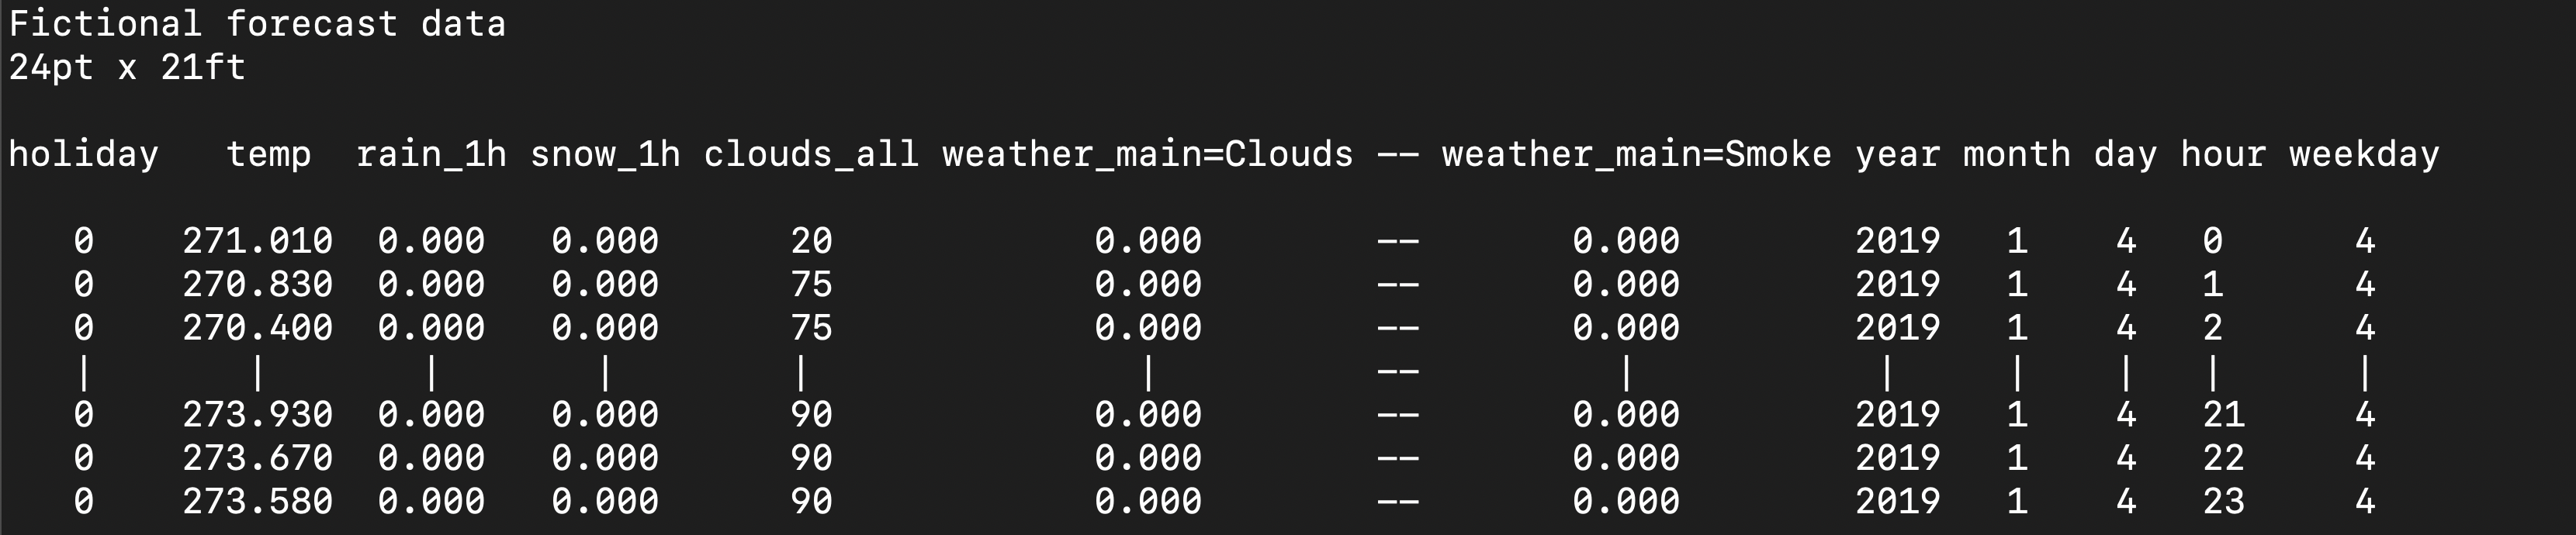 Fictional forecast data
24pt x 21ft
holiday temp rain_1h snow_1h clouds_all weather_main=Clouds -- weather_main=Smoke year month day hour weekday
0 271.010 0.000 0.000 20 0.000 -- 0.000 2019 1 4 0 4
0 270.830 0.000 0.000 75 0.000 -- 0.000 2019 1 4 1 4
0 270.400 0.000 0.000 75 0.000 -- 0.000 2019 1 4 2 4
| | | | | | -- | | | | | |
0 273.930 0.000 0.000 90 0.000 -- 0.000 2019 1 4 21 4
0 273.670 0.000 0.000 90 0.000 -- 0.000 2019 1 4 22 4
0 273.580 0.000 0.000 90 0.000 -- 0.000 2019 1 4 23 4